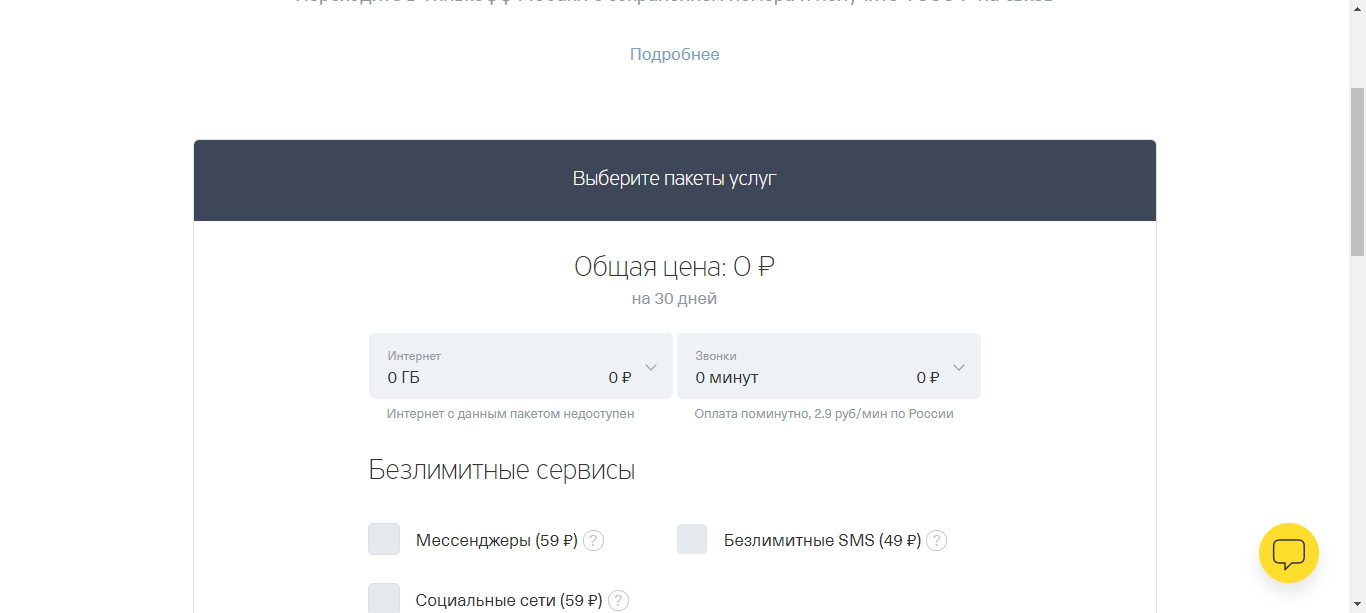 Подробнее
Выберите пакеты услуг
Общая цена: 0 ₽
на 30 дней
Интернет
0 ГБ 0 ₽
Интернет с данным пакетом недоступен
Звонки
0 минут 0 ₽
Оплата поминутно, 2.9 руб/мин по России
Безлимитные сервисы
Мессенджеры (59 ₽) ?
Безлимитные SMS (49 ₽) ?
Социальные сети (59 ₽) ?